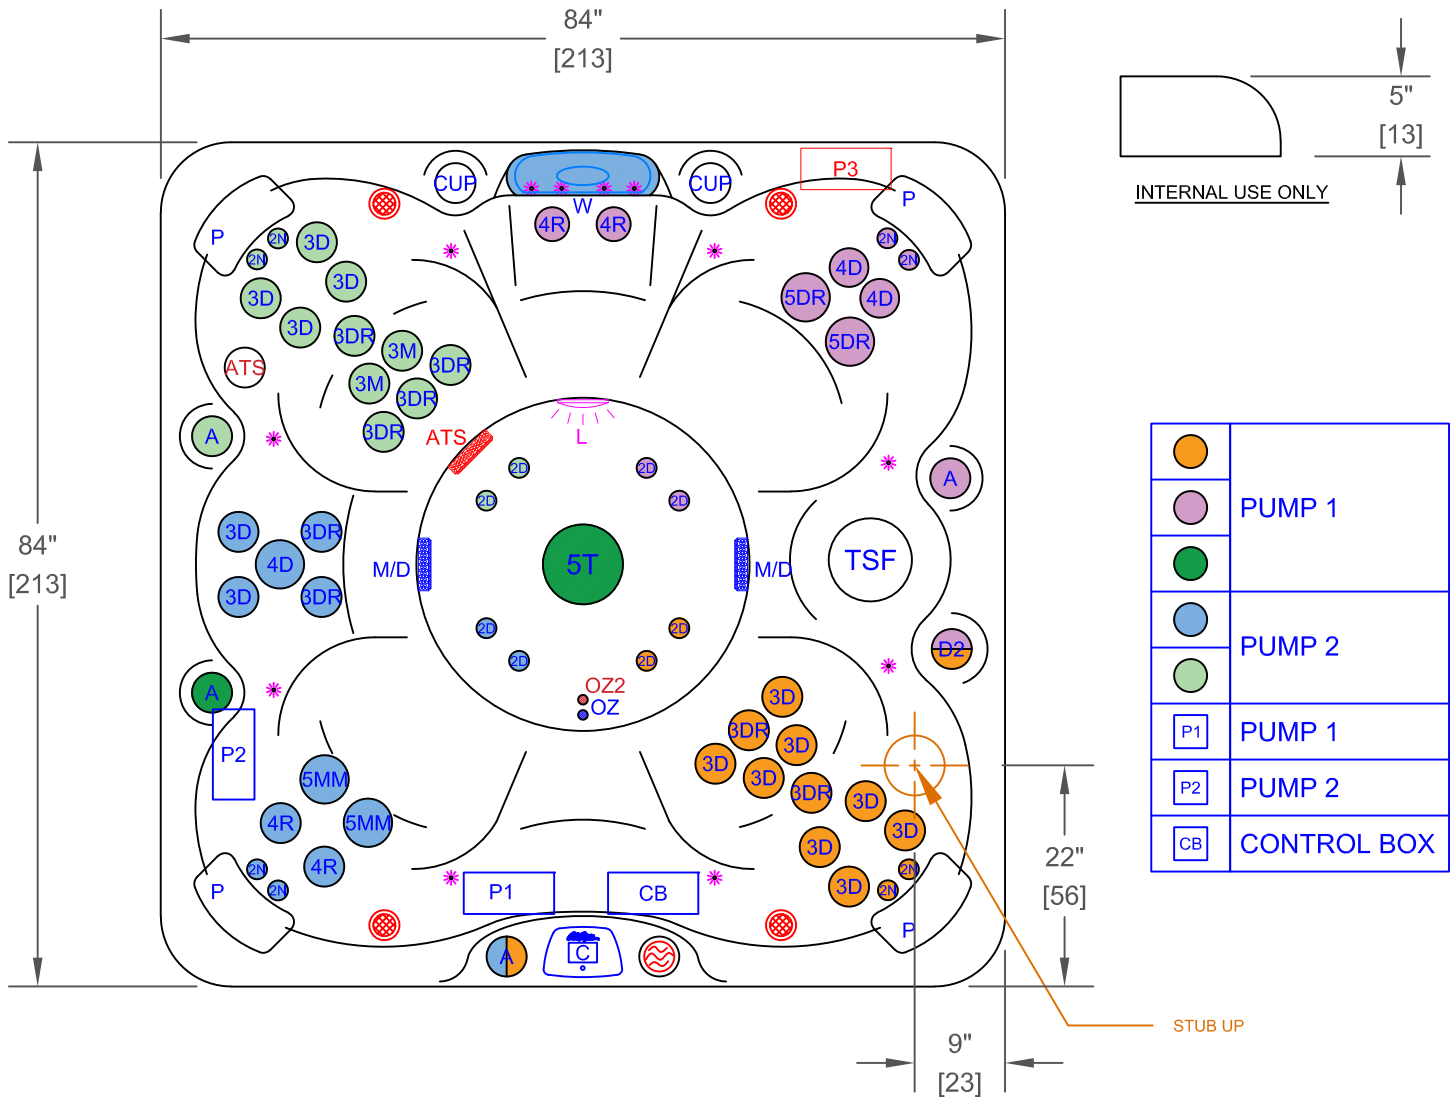 84"
[213]
5"
[13]
INTERNAL USE ONLY
CUP
CUP
P3
W
P
P
4R
4R
2N
2N
3D
3D
3D
3D
3DR
3M
3DR
3M
3DR
3DR
2N
2N
4D
5DR
4D
5DR
ATS
A
ATS
L
2D
2D
2D
2D
A
84"
[213]
3D
3DR
4D
3D
3DR
M/D
5T
M/D
TSF
2D
2D
2D
2D
D2
OZ2
OZ
A
P2
5MM
4R
5MM
4R
2N
2N
P
3D
3DR
3D
3D
3D
3DR
3D
3D
3D
3D
2N
2N
P
P1
CB
A
C
22"
[56]
STUB UP
9"
[23]
PUMP 1
PUMP 2
P1
PUMP 1
P2
PUMP 2
CB
CONTROL BOX